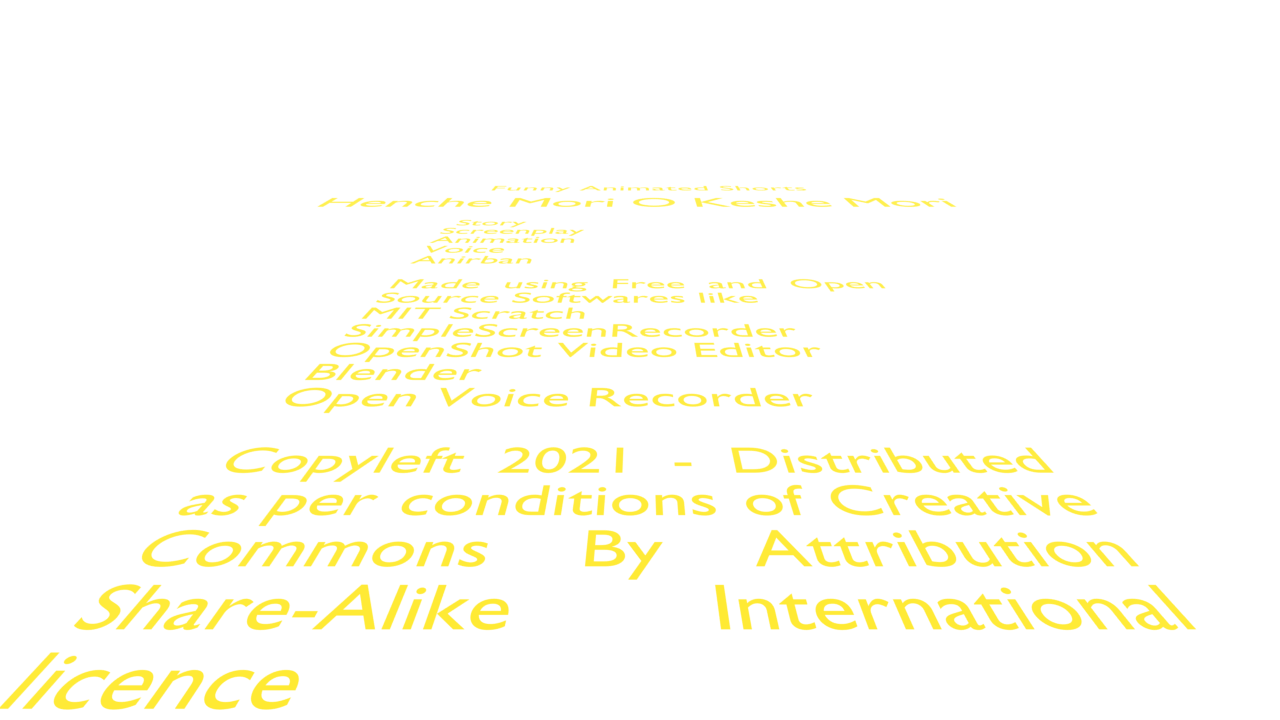 Funny Animated Shorts
Henche Mori O Keshe Mori
Story
Screenplay
Animation
Voice
Anirban
Made using Free and Open
Source Softwares like
MIT Scratch
SimpleScreenRecorder
OpenShot Video Editor
Blender
Open Voice Recorder
Copyleft 2021 - Distributed
as per conditions of Creative
Commons By Attribution
Share-Alike International
licence